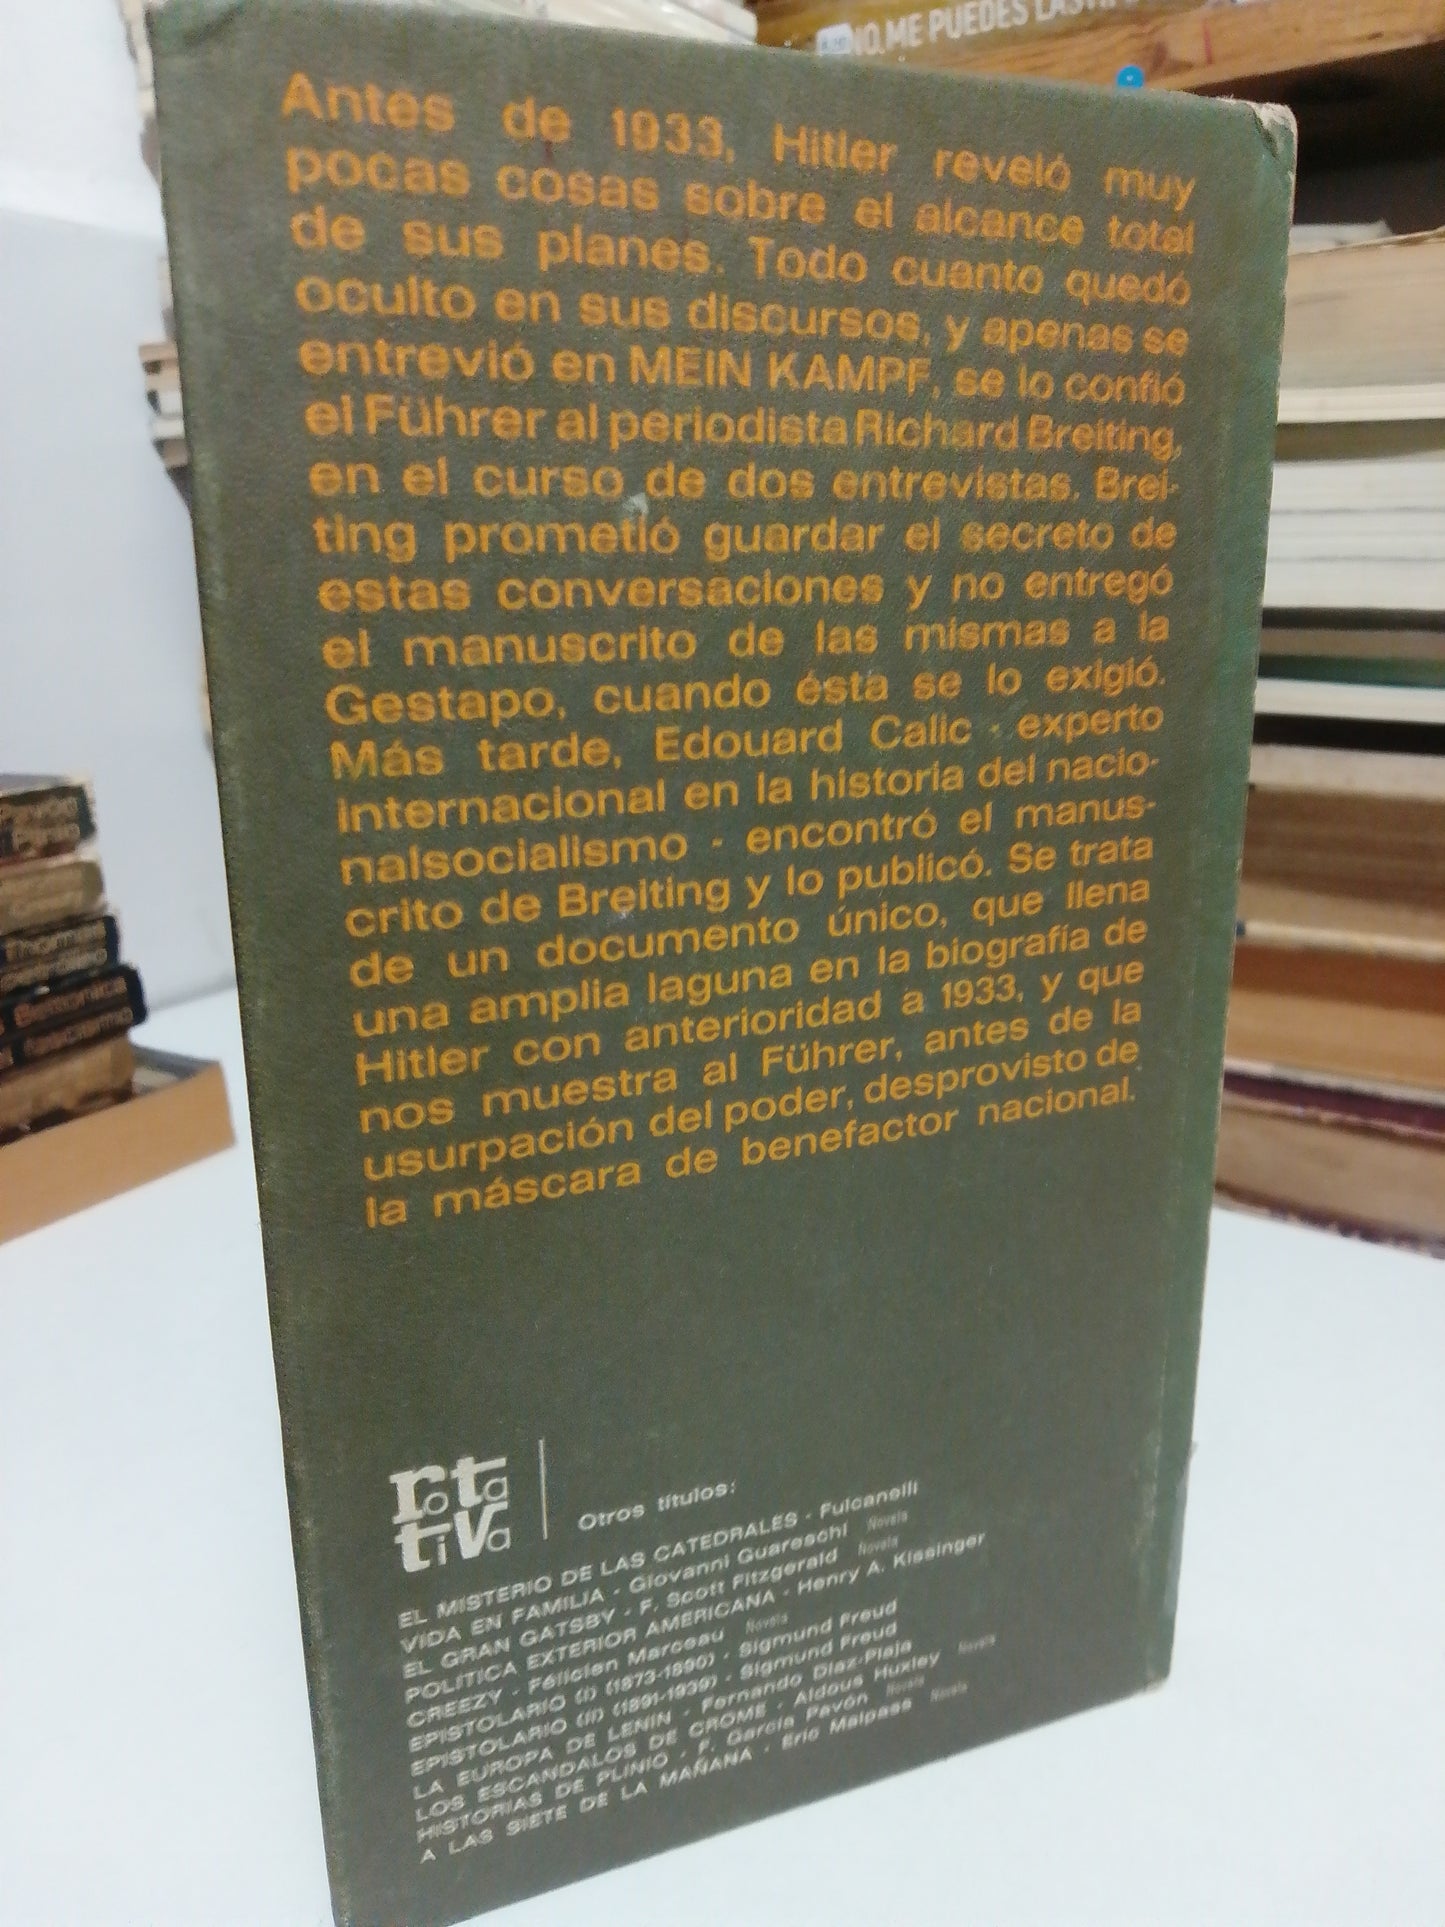 NO ME PUEDES
Antes de 1933, Hitler reveló muy
pocas cosas sobre el alcance total
de sus planes. Todo cuanto quedó
oculto en sus discursos, y apenas se
entrevió en MEIN KAMPF, se lo confió
el Führer al periodista Richard Breiting,
en el curso de dos entrevistas. Brei-
ting prometió guardar el secreto de
estas conversaciones y no entregó
el manuscrito de las mismas a la
Gestapo, cuando ésta se lo exigió.
Más tarde, Edouard Calic - experto
internacional en la historia del nacio-
nalsocialismo - encontró el manus-
crito de Breiting y lo publicó. Se trata
de un documento único, que llena
una amplia laguna en la biografía de
Hitler con anterioridad a 1933, y que
nos muestra al Führer, antes de la
usurpación del poder, desprovisto de
la máscara de benefactor nacional.
rotativa
Otros títulos:
EL MISTERIO DE LAS CATEDRALES - Fulcanelli
VIDA EN FAMILIA - Giovanni Guareschi Novela
EL GRAN GATSBY - F. Scott Fitzgerald Novela
POLITICA EXTERIOR AMERICANA - Henry A. Kissinger
CREEZY - Félicien Marceau Novela
EPISTOLARIO (I) (1873-1890) - Sigmund Freud
EPISTOLARIO (II) (1891-1939) - Sigmund Freud
LA EUROPA DE LENIN - Fernando Díaz-Plaja
LOS ESCANDALOS DE CROME - Aldous Huxley Novela
HISTORIAS DE PLINIO - F. García Pavón Novela
A LAS SIETE DE LA MAÑANA - Eric Malpass Novela